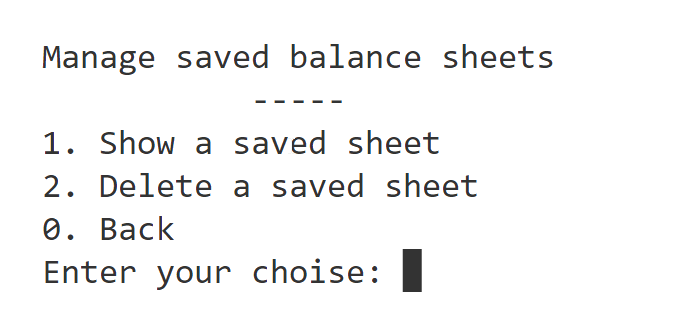 Manage saved balance sheets
-----
1. Show a saved sheet
2. Delete a saved sheet
0. Back
Enter your choise: